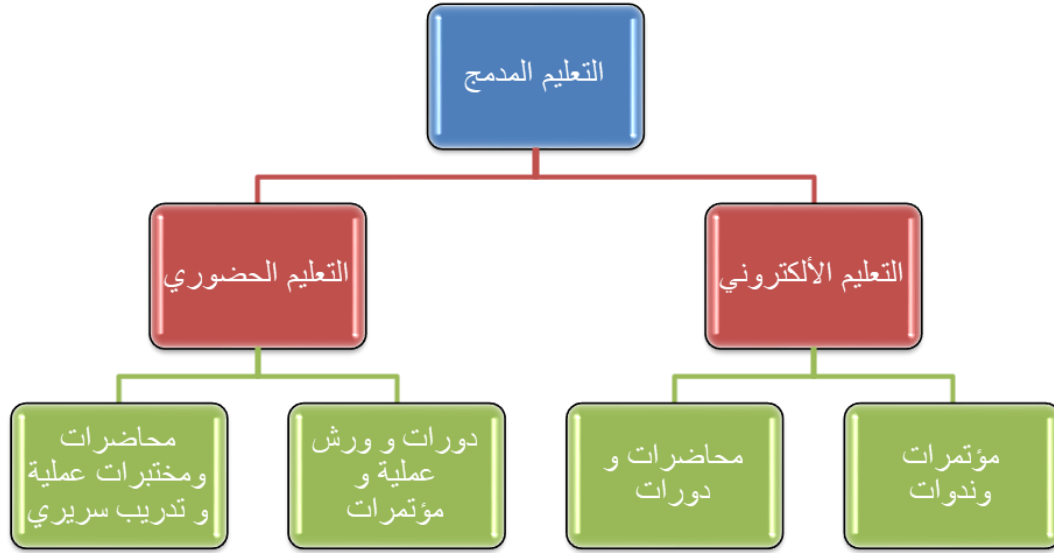 التعليم المدمج
التعليم الألكتروني
التعليم الحضوري
مؤتمرات
وندوات
محاضرات و
دورات
دورات و ورش
عملية و
مؤتمرات
محاضرات
ومختبرات عملية
و تدريب سريري